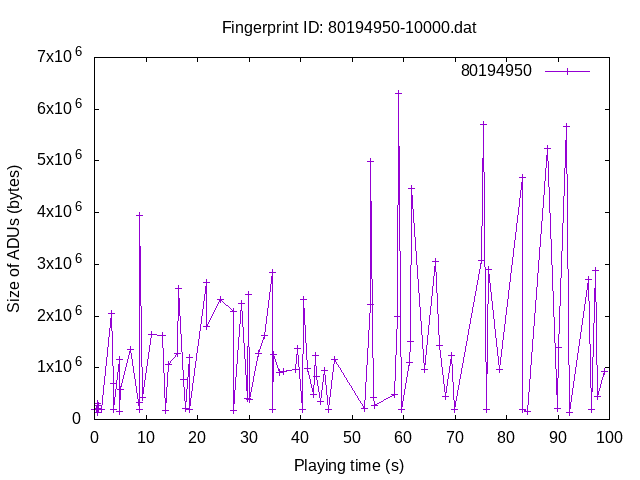 Fingerprint ID: 80194950-10000.dat
80194950
Size of ADUs (bytes)
7x10^6
6x10^6
5x10^6
4x10^6
3x10^6
2x10^6
1x10^6
0
0 10 20 30 40 50 60 70 80 90 100
Playing time (s)